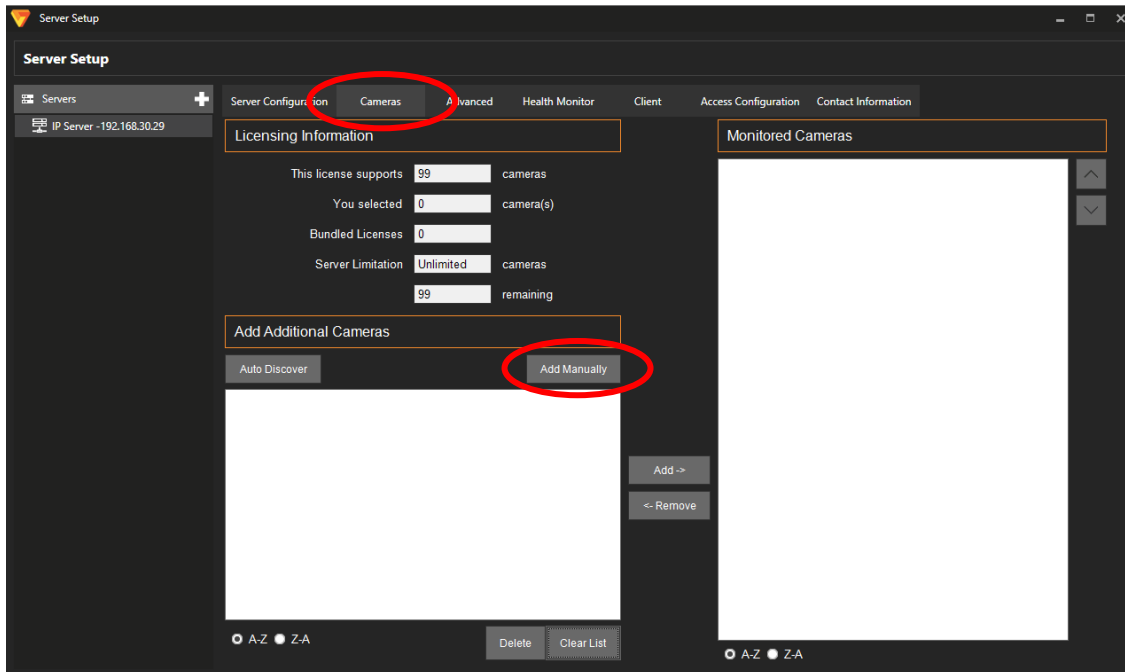 Server Setup
Server Setup
Servers
IP Server -192.168.30.29
Server Configuration Cameras Advanced Health Monitor Client Access Configuration Contact Information
Licensing Information
This license supports 99 cameras
You selected 0 camera(s)
Bundled Licenses 0
Server Limitation Unlimited cameras
99 remaining
Add Additional Cameras
Auto Discover Add Manually
A-Z Z-A
Delete Clear List
Add ->
<- Remove
Monitored Cameras
A-Z Z-A